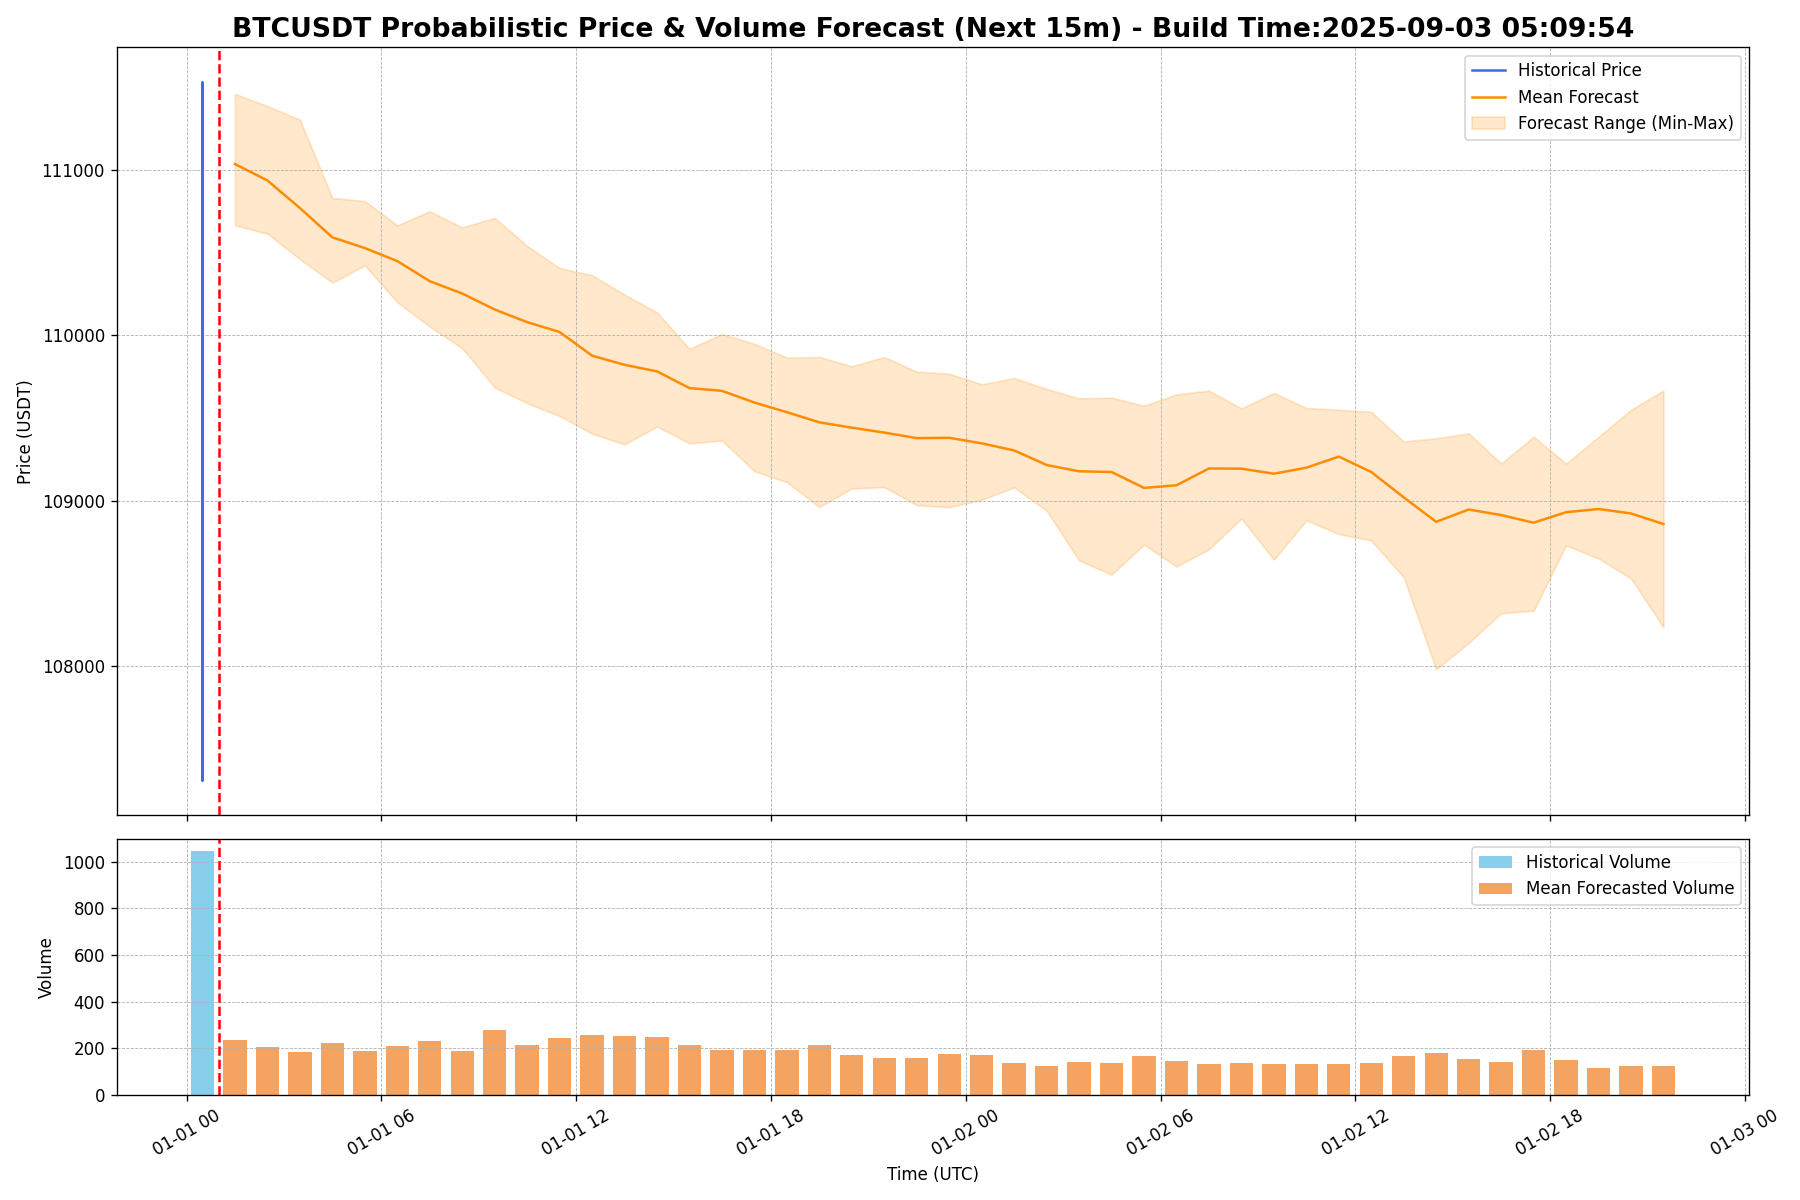 BTCUSDT Probabilistic Price & Volume Forecast (Next 15m) - Build Time:2025-09-03 05:09:54
Historical Price
Mean Forecast
Forecast Range (Min-Max)
111000
110000
109000
108000
Price (USDT)
Historical Volume
Mean Forecasted Volume
1000
800
600
400
200
0
Volume
01-01 00
01-01 06
01-01 12
01-01 18
01-02 00
01-02 06
01-02 12
01-02 18
01-03 00
Time (UTC)